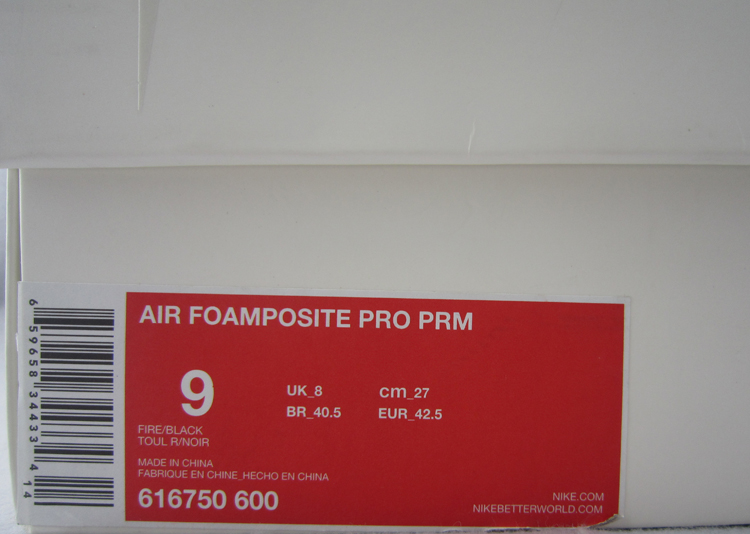 AIR FOAMPOSITE PRO PRM
9
UK_8 cm_27
BR_40.5 EUR_42.5
FIRE/BLACK
TOUL R/NOIR
MADE IN CHINA
FABRIQUE EN CHINE_HECHO EN CHINA
616750 600
NIKE.COM
NIKEBETTERWORLD.COM
6 59658 34433 4 14